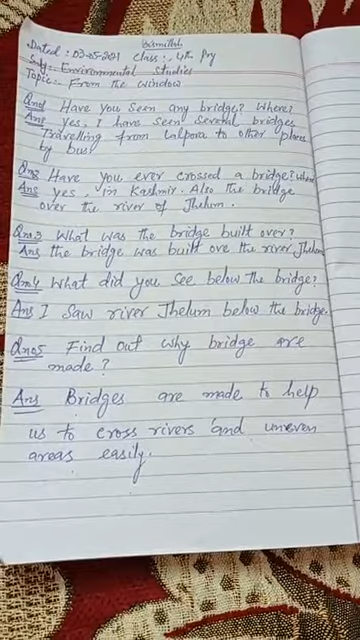 Bismillah
Dated: 03-05-2021 Class:. 4th Pry
Sub:- Environmental Studies
Topic:- From the window
Qno1 Have you seen any bridge? Where?
Ans yes, I have seen several bridges
Travelling from Lalpora to other places
by bus.
Qno2 Have you ever crossed a bridge? where
Ans yes. in Kashmir. Also the bridge
over the river of Jhelum.
Qno3 What was the bridge built over?
Ans the bridge was built ove the river Jhelum
Qno4 What did you see below the bridge?
Ans I saw river Jhelum below the bridge.
Qno5 Find out why bridge are
made?
Ans Bridges are made to help
us to cross rivers and uneven
areas easily.